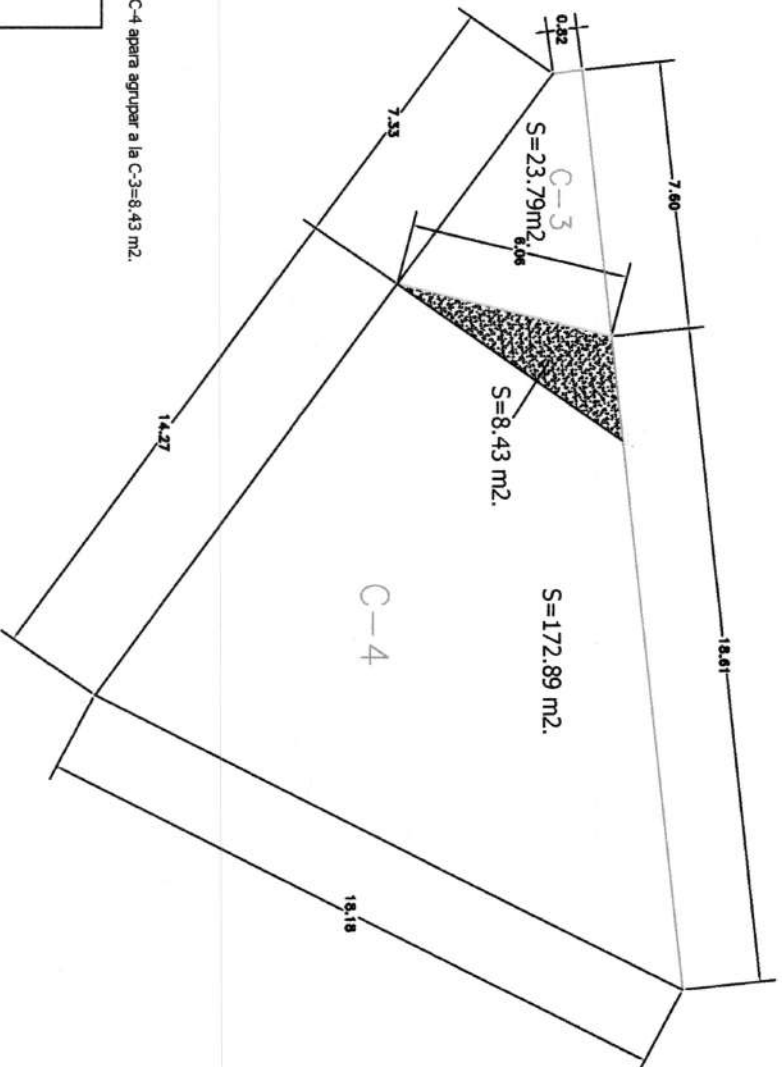 0.82
7.60
7.33
C-3
S=23.79m2.
6.06
C-4 apara agrupar a la C-3=8.43 m2.
S=8.43 m2.
18.61
14.27
S=172.89 m2.
C-4
18.18